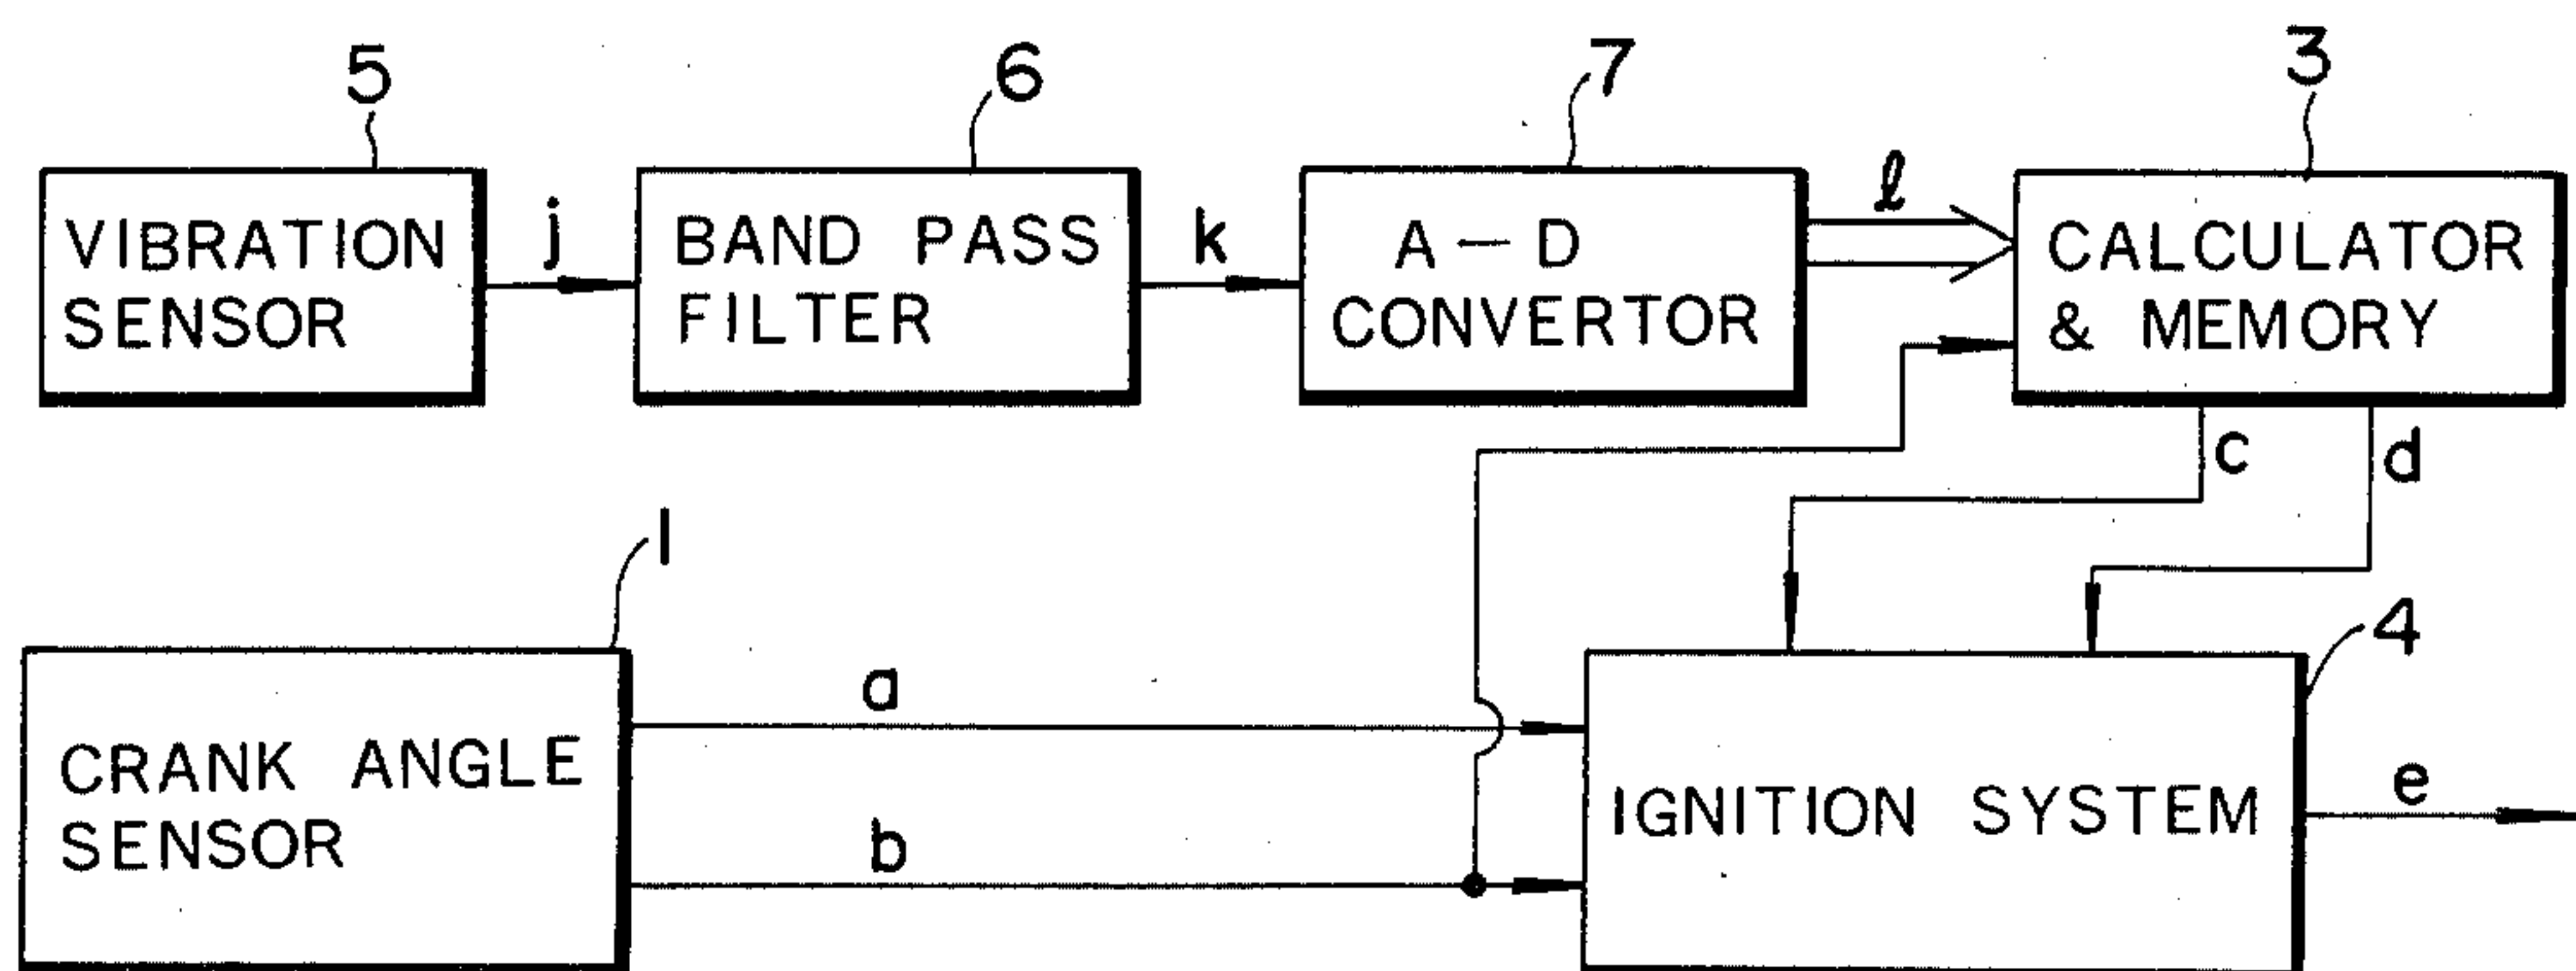 5
6
7
3
VIBRATION
SENSOR
j
BAND PASS
FILTER
k
A — D
CONVERTOR
ℓ
CALCULATOR
& MEMORY
c
d
1
a
4
CRANK ANGLE
SENSOR
b
IGNITION SYSTEM
e